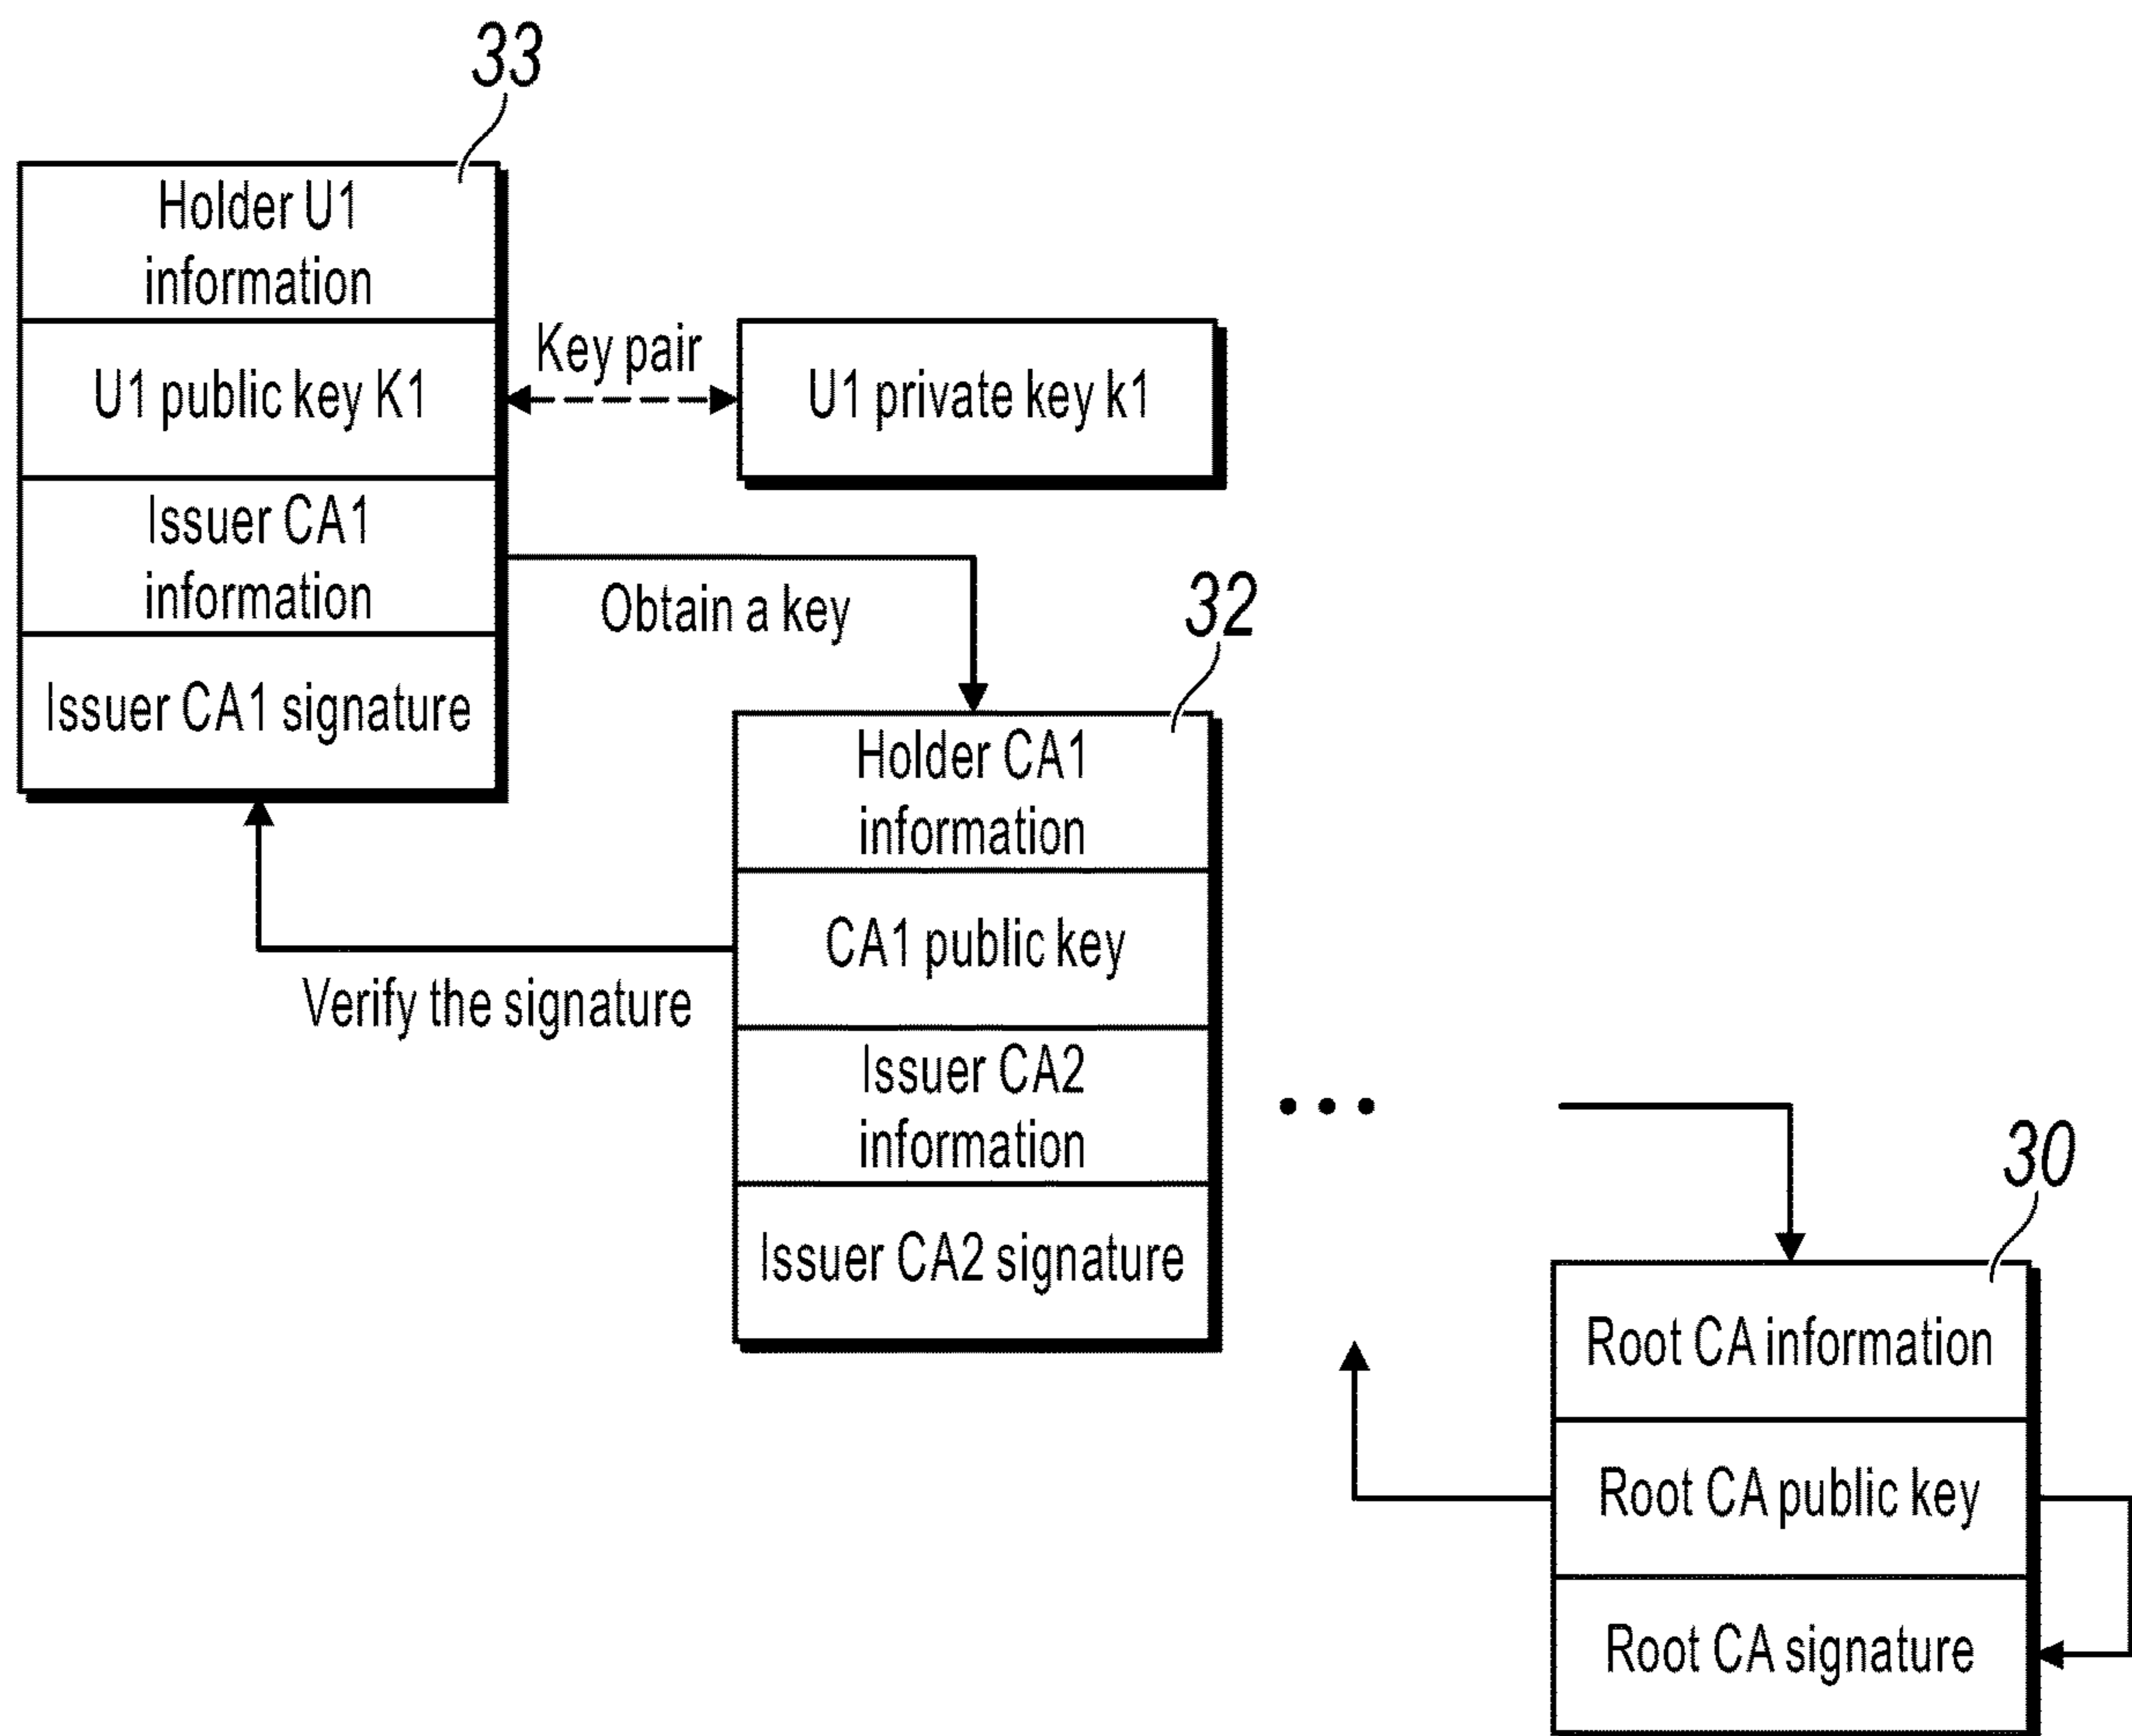 33
Holder U1
information
U1 public key K1
Issuer CA1
information
Issuer CA1 signature
Key pair
U1 private key k1
Obtain a key
32
Holder CA1
information
CA1 public key
Issuer CA2
information
Issuer CA2 signature
Verify the signature
• • •
30
Root CA information
Root CA public key
Root CA signature